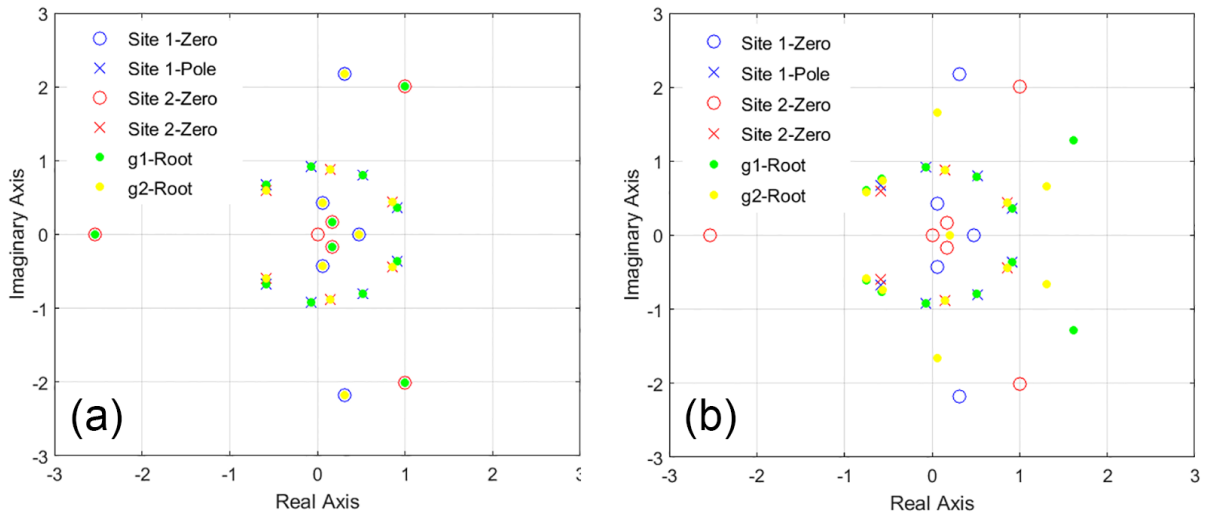 3
2
1
0
-1
-2
-3
-3
-2
-1
0
1
2
3
Imaginary Axis
Real Axis
Site 1-Zero
Site 1-Pole
Site 2-Zero
Site 2-Zero
g1-Root
g2-Root
(a)
3
2
1
0
-1
-2
-3
-3
-2
-1
0
1
2
3
Imaginary Axis
Real Axis
Site 1-Zero
Site 1-Pole
Site 2-Zero
Site 2-Zero
g1-Root
g2-Root
(b)